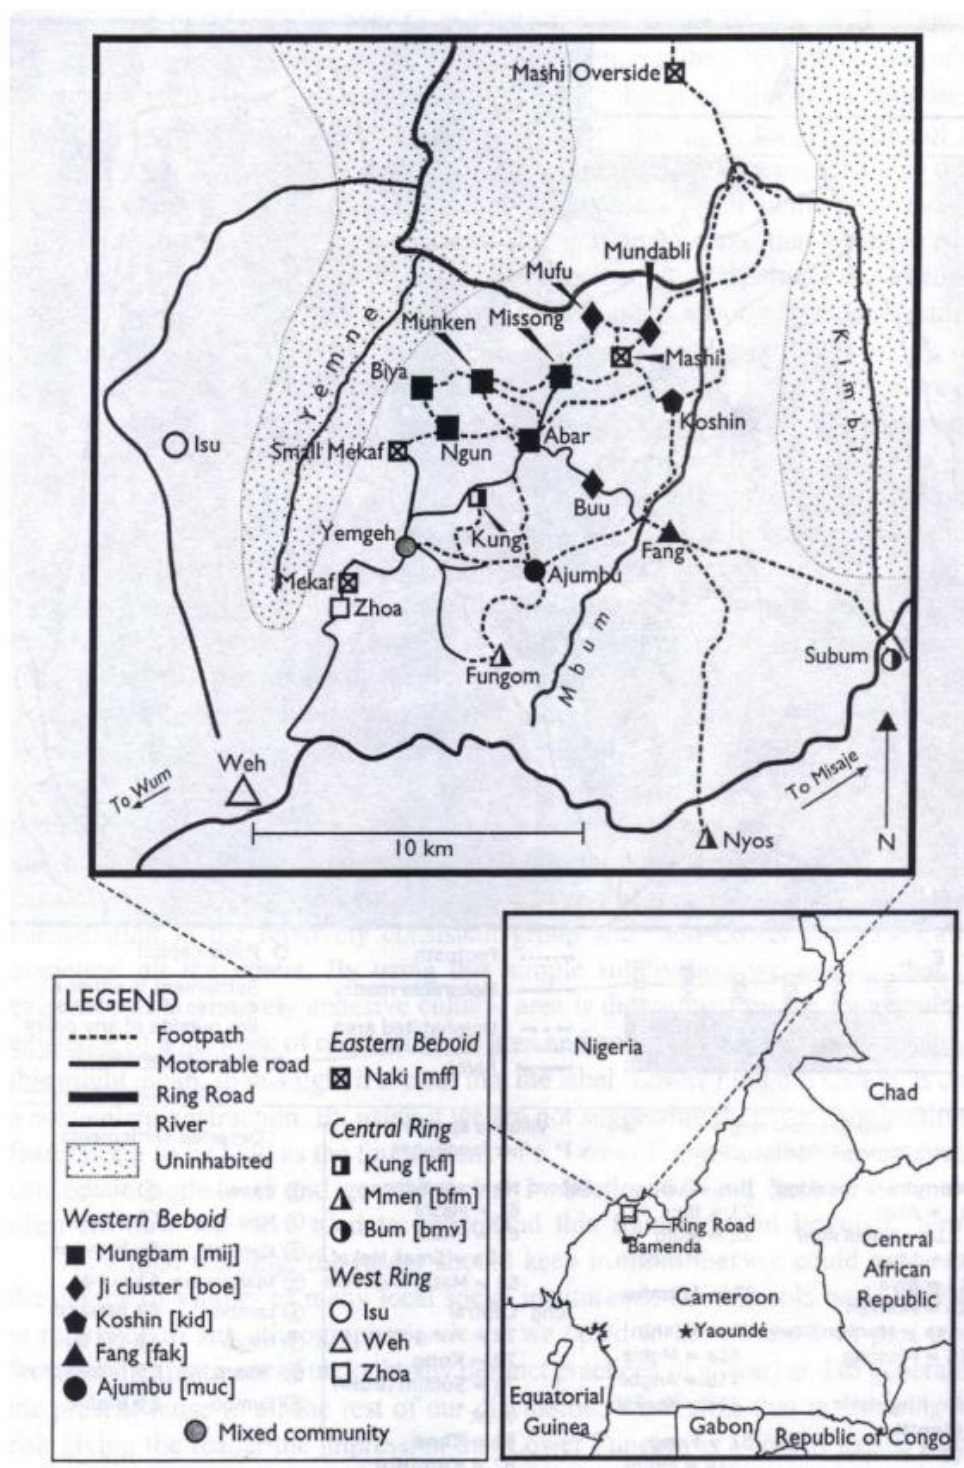 Mashi Overside
Mundabli
Mufu
Missong
Munken
Yemne
Kimbi
Mashi
Biya
Koshin
Isu
Small Mekaf
Ngun
Abar
Buu
Yemgeh
Kung
Fang
Mekaf
Ajumbu
Zhoa
Mbum
Subum
Fungom
Weh
To Wum
To Misaje
10 km
Nyos
N
LEGEND
Footpath
Motorable road
Ring Road
River
Uninhabited
Western Beboid
Mungbam [mij]
Ji cluster [boe]
Koshin [kid]
Fang [fak]
Ajumbu [muc]
Eastern Beboid
Naki [mff]
Central Ring
Kung [kfl]
Mmen [bfm]
Bum [bmv]
West Ring
Isu
Weh
Zhoa
Mixed community
Nigeria
Chad
Ring Road
Bamenda
Central
African
Republic
Cameroon
Yaoundé
Equatorial
Guinea
Gabon
Republic of Congo